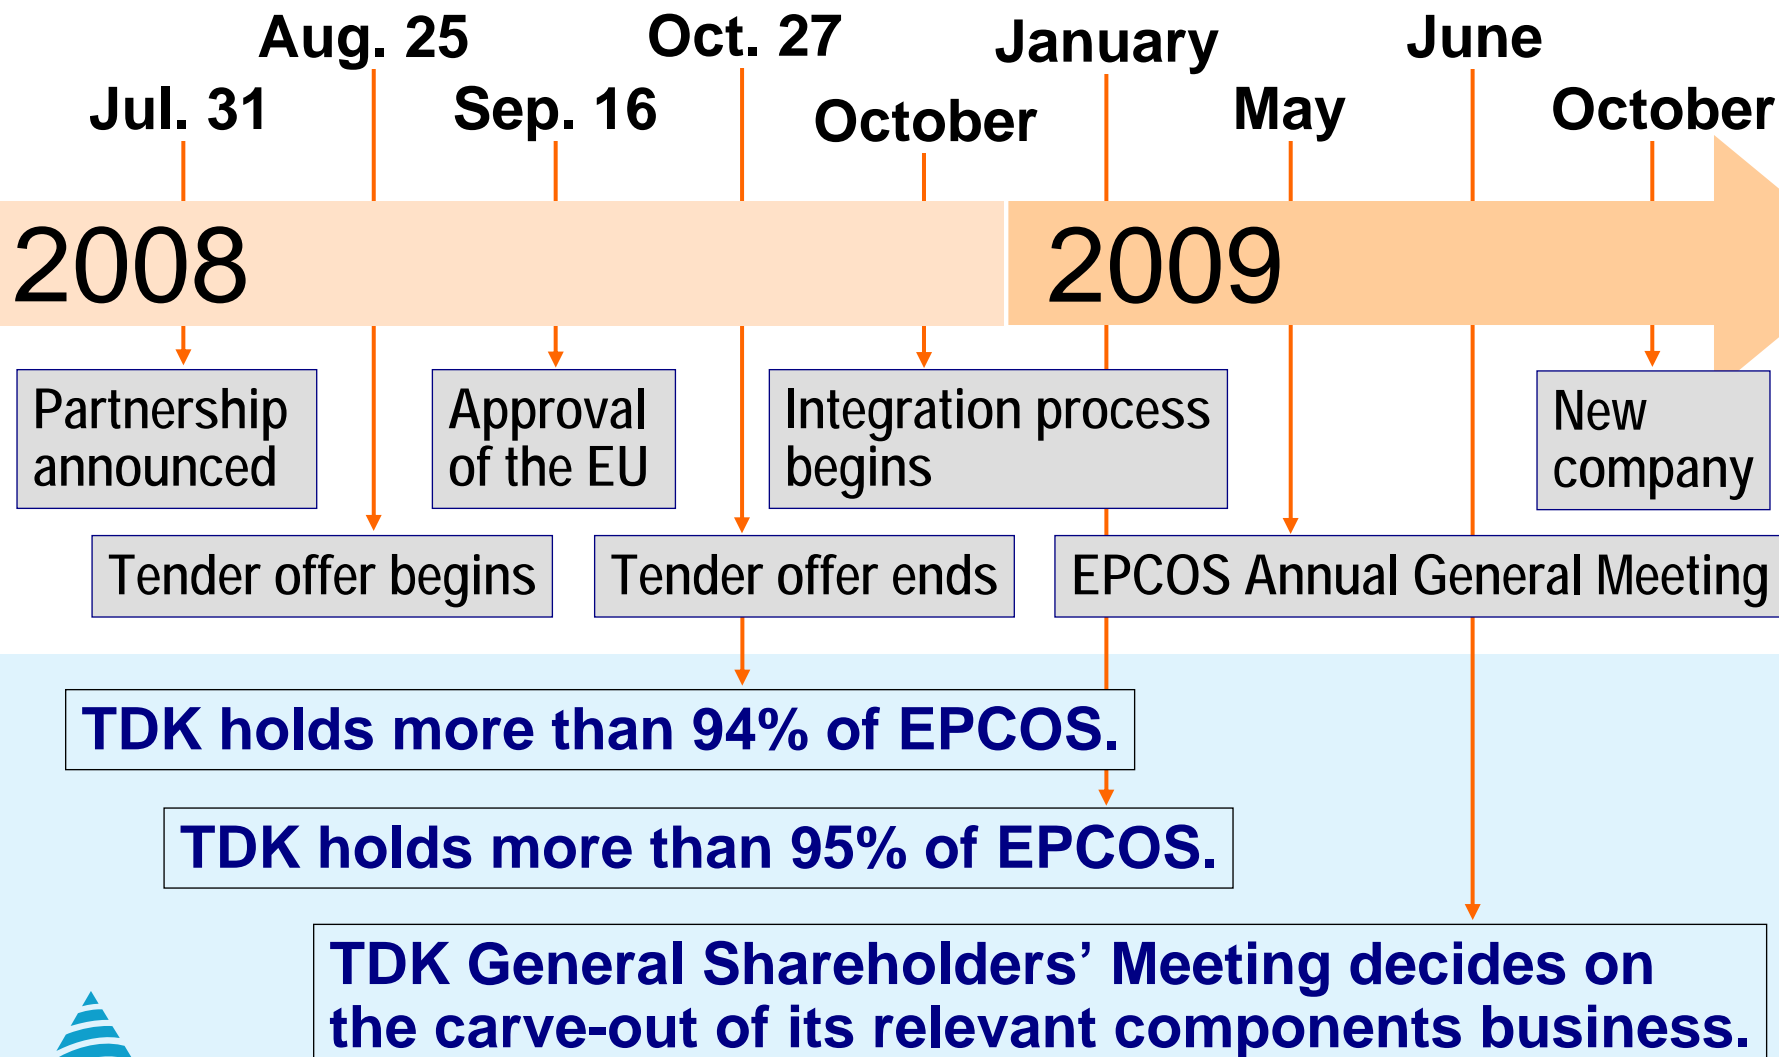 Aug. 25
Oct. 27
January
June
Jul. 31
Sep. 16
October
May
October
2008
2009
Partnership
announced
Approval
of the EU
Integration process
begins
New
company
Tender offer begins
Tender offer ends
EPCOS Annual General Meeting
TDK holds more than 94% of EPCOS.
TDK holds more than 95% of EPCOS.
TDK General Shareholders’ Meeting decides on
the carve-out of its relevant components business.